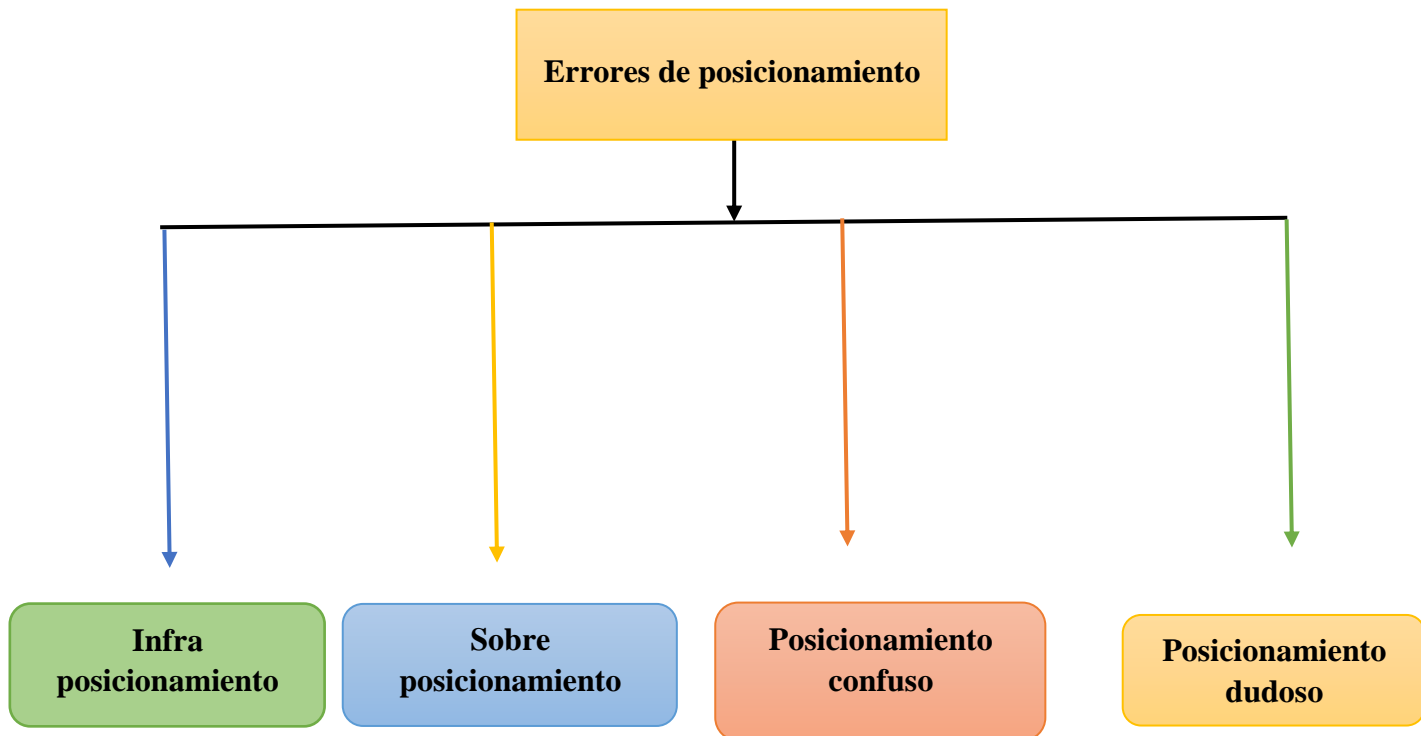 Errores de posicionamiento
Infra
posicionamiento
Sobre
posicionamiento
Posicionamiento
confuso
Posicionamiento
dudoso